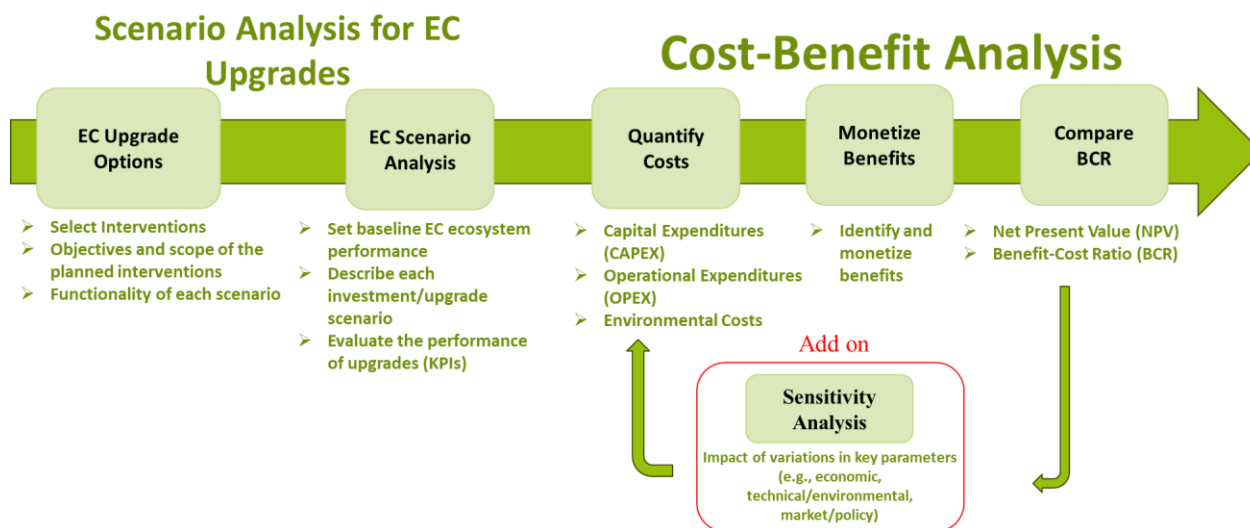 Scenario Analysis for EC
Upgrades
Cost-Benefit Analysis
EC Upgrade
Options
EC Scenario
Analysis
Quantify
Costs
Monetize
Benefits
Compare
BCR
➢ Select Interventions
➢ Objectives and scope of the
planned interventions
➢ Functionality of each scenario
➢ Set baseline EC ecosystem
performance
➢ Describe each
investment/upgrade
scenario
➢ Evaluate the performance
of upgrades (KPIs)
➢ Capital Expenditures
(CAPEX)
➢ Operational Expenditures
(OPEX)
➢ Environmental Costs
➢ Identify and
monetize
benefits
➢ Net Present Value (NPV)
➢ Benefit-Cost Ratio (BCR)
Add on
Sensitivity
Analysis
Impact of variations in key parameters
(e.g., economic,
technical/environmental,
market/policy)